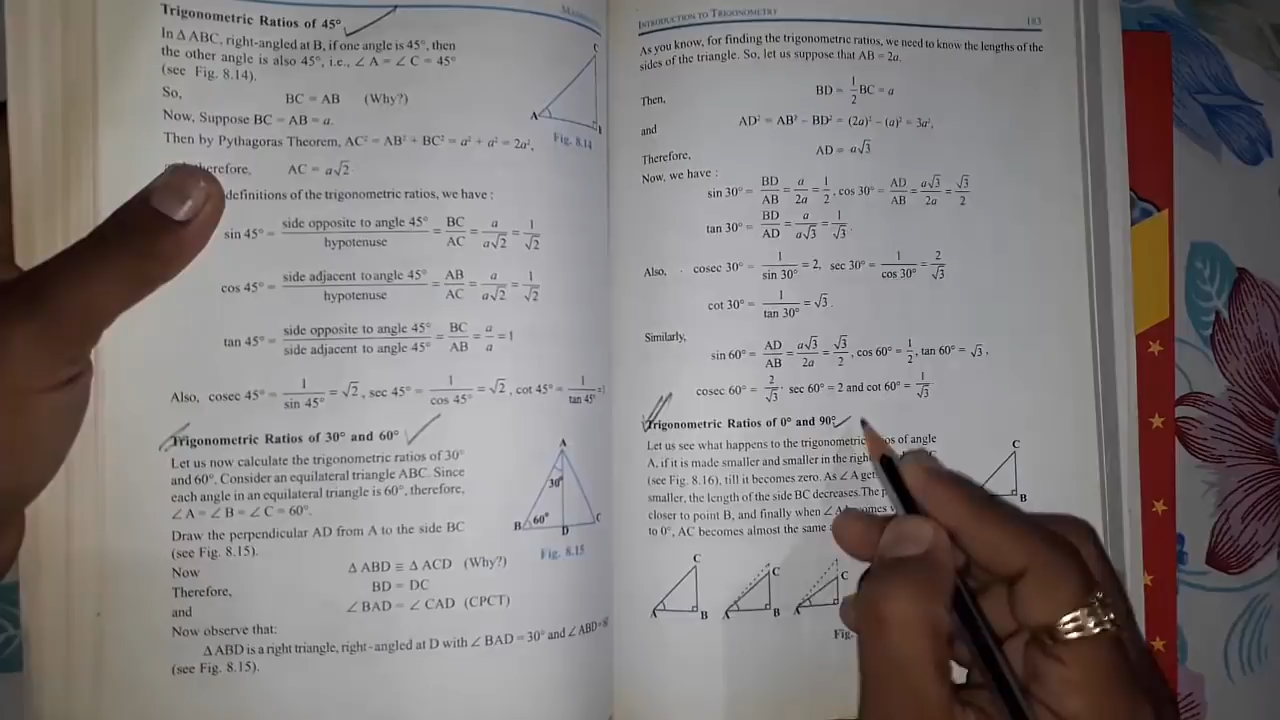 Trigonometric Ratios of 45°
In Δ ABC, right-angled at B, if one angle is 45°, then
the other angle is also 45°, i.e., ∠ A = ∠ C = 45°
(see Fig. 8.14).
So,
BC = AB (Why?)
Now, Suppose BC = AB = a.
Then by Pythagoras Theorem, AC² = AB² + BC² = a² + a² = 2a²,
therefore, AC = a√2
C
A
Fig. 8.14
definitions of the trigonometric ratios, we have :
sin 45° = side opposite to angle 45° / hypotenuse = BC / AC = a / a√2 = 1 / √2
cos 45° = side adjacent to angle 45° / hypotenuse = AB / AC = a / a√2 = 1 / √2
tan 45° = side opposite to angle 45° / side adjacent to angle 45° = BC / AB = a / a = 1
Also, cosec 45° = 1 / sin 45° = √2 , sec 45° = 1 / cos 45° = √2 , cot 45° = 1 / tan 45° =1
Trigonometric Ratios of 30° and 60°
Let us now calculate the trigonometric ratios of 30°
and 60°. Consider an equilateral triangle ABC. Since
each angle in an equilateral triangle is 60°, therefore,
∠ A = ∠ B = ∠ C = 60°.
Draw the perpendicular AD from A to the side BC
(see Fig. 8.15).
A
30°
B 60° C
D
Fig. 8.15
Now Δ ABD ≅ Δ ACD (Why?)
Therefore, BD = DC
and ∠ BAD = ∠ CAD (CPCT)
Now observe that:
Δ ABD is a right triangle, right-angled at D with ∠ BAD = 30° and ∠ ABD =
(see Fig. 8.15).
INTRODUCTION TO TRIGONOMETRY
As you know, for finding the trigonometric ratios, we need to know the lengths of the
sides of the triangle. So, let us suppose that AB = 2a.
Then, BD = 1/2 BC = a
and AD² = AB² – BD² = (2a)² – (a)² = 3a²,
Therefore, AD = a√3
Now, we have :
sin 30° = BD / AB = a / 2a = 1 / 2 , cos 30° = AD / AB = a√3 / 2a = √3 / 2
tan 30° = BD / AD = a / a√3 = 1 / √3 .
Also, cosec 30° = 1 / sin 30° = 2, sec 30° = 1 / cos 30° = 2 / √3
cot 30° = 1 / tan 30° = √3 .
Similarly,
sin 60° = AD / AB = a√3 / 2a = √3 / 2 , cos 60° = 1 / 2 , tan 60° = √3 ,
cosec 60° = 2 / √3 , sec 60° = 2 and cot 60° = 1 / √3
Trigonometric Ratios of 0° and 90°
Let us see what happens to the trigonometric ratios of angle
A, if it is made smaller and smaller in the
(see Fig. 8.16), till it becomes zero. As ∠ A
smaller, the length of the side BC decreases. The
closer to point B, and finally when ∠
to 0°, AC becomes almost the same
C
B
C
A B
C
A B
C
A
Fig.